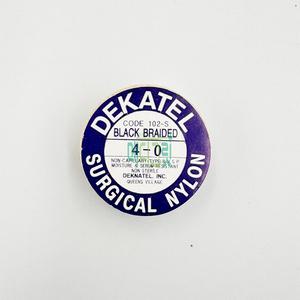 DEKATEL
CODE 102-S
BLACK BRAIDED
4-0
NON-CAPILLARY(TYPE B)U.S.P
MOISTURE & SERUM RESISTANT
NON STERILE
DEKNATEL, INC.
QUEENS VILLAGE
SURGICAL NYLON